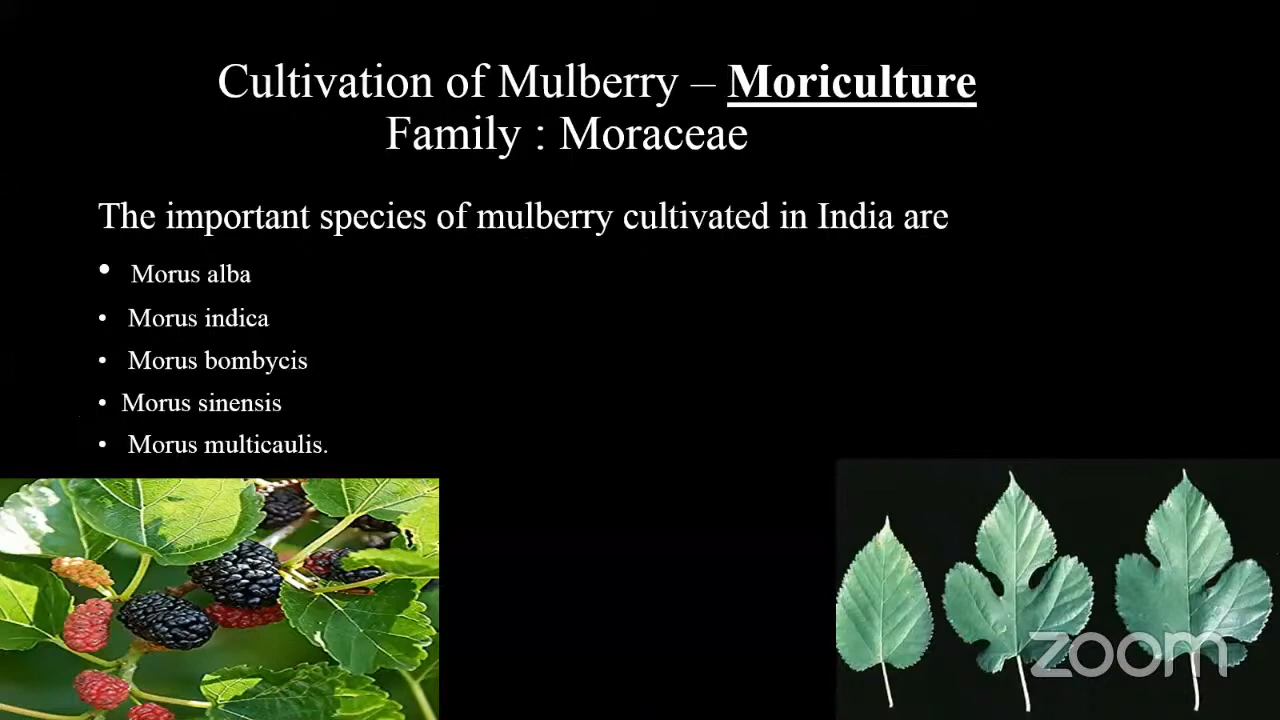 Cultivation of Mulberry – Moriculture
Family : Moraceae
The important species of mulberry cultivated in India are
• Morus alba
• Morus indica
• Morus bombycis
• Morus sinensis
• Morus multicaulis.
zoom